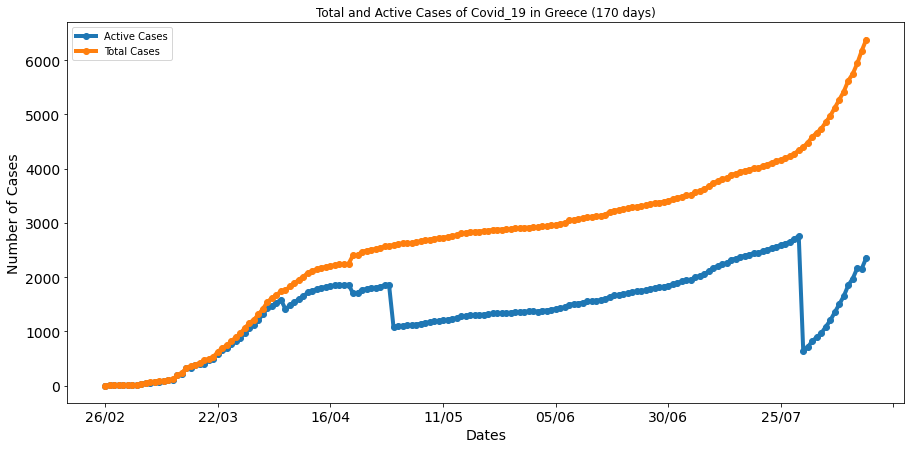 Total and Active Cases of Covid_19 in Greece (170 days)
Active Cases
Total Cases
Number of Cases
6000
5000
4000
3000
2000
1000
0
26/02 22/03 16/04 11/05 05/06 30/06 25/07
Dates